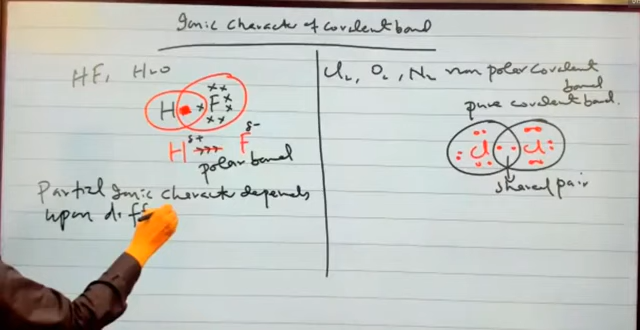 Ionic character of covalent bond
HF, H2O
H • × F
H δ+ F δ-
polar bond
Partial Ionic character depends
upon diff
Cl2, O2, N2 non polar covalent
bond
pure covalent bond.
Cl Cl
shared pair